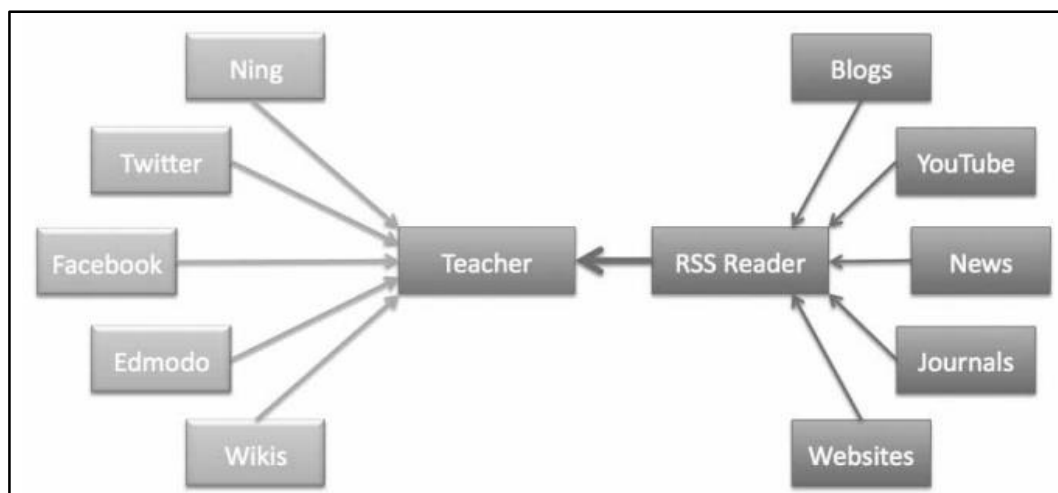 Ning
Twitter
Facebook
Edmodo
Wikis
Teacher
RSS Reader
Blogs
YouTube
News
Journals
Websites